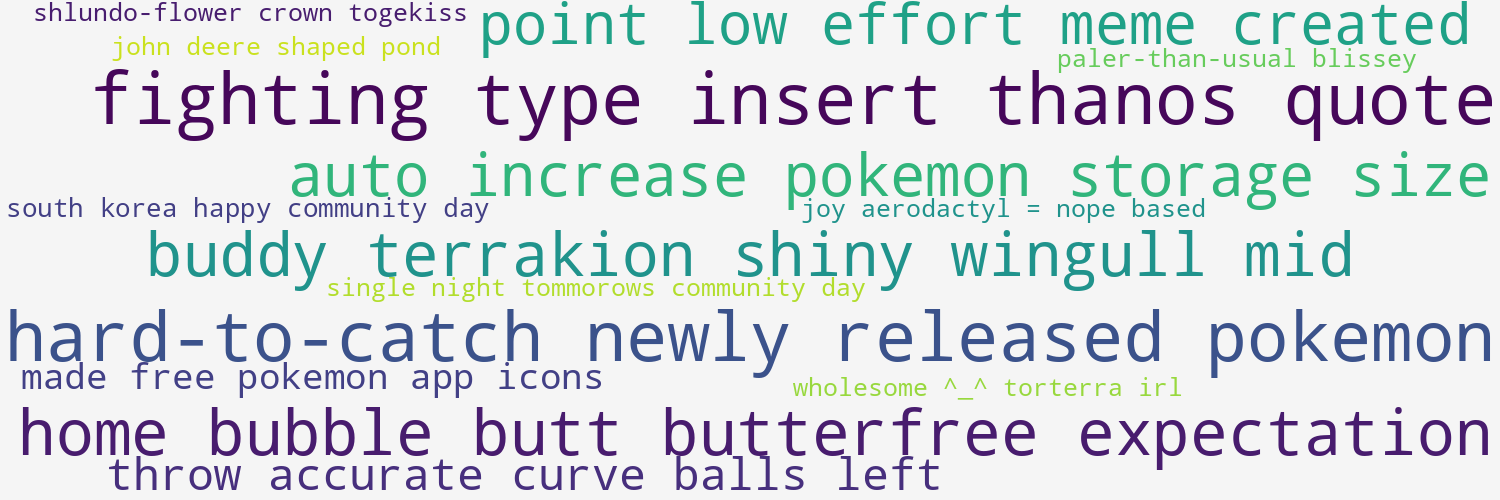 shlundo-flower crown togekiss
point low effort meme created
john deere shaped pond
paler-than-usual blissey
fighting type insert thanos quote
auto increase pokemon storage size
south korea happy community day
joy aerodactyl = nope based
buddy terrakion shiny wingull mid
single night tommorows community day
hard-to-catch newly released pokemon
made free pokemon app icons
wholesome ^_^ torterra irl
home bubble butt butterfree expectation
throw accurate curve balls left